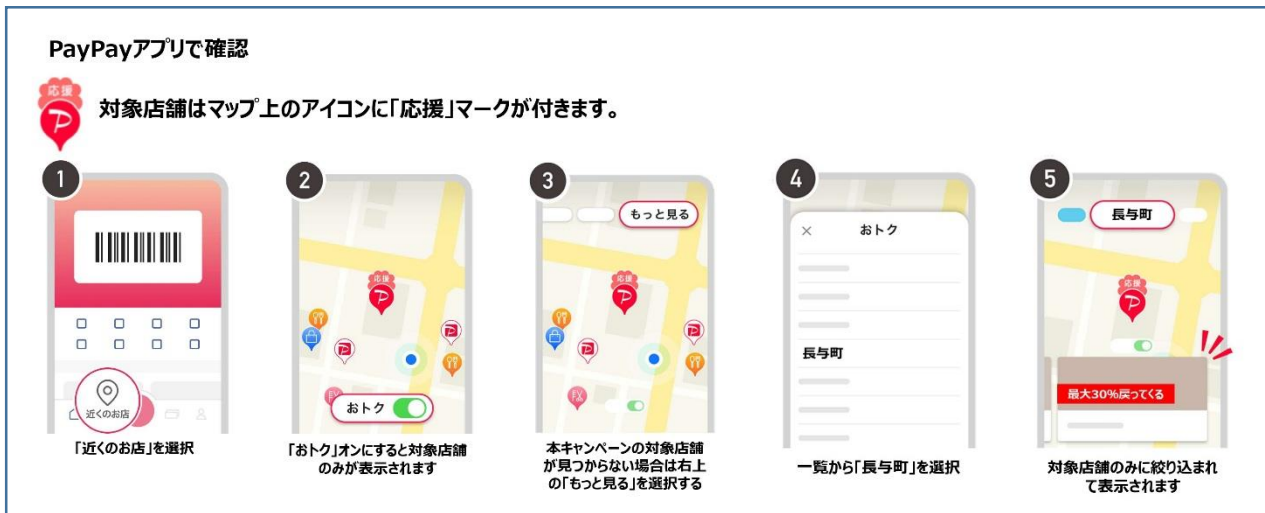 PayPayアプリで確認
応援
対象店舗はマップ上のアイコンに「応援」マークが付きます。
1
近くのお店
「近くのお店」を選択
2
応援
おトク
「おトク」オンにすると対象店舗
のみが表示されます
3
もっと見る
応援
本キャンペーンの対象店舗
が見つからない場合は右上
の「もっと見る」を選択する
4
× おトク
長与町
一覧から「長与町」を選択
5
長与町
応援
最大30%戻ってくる
対象店舗のみに絞り込まれ
て表示されます